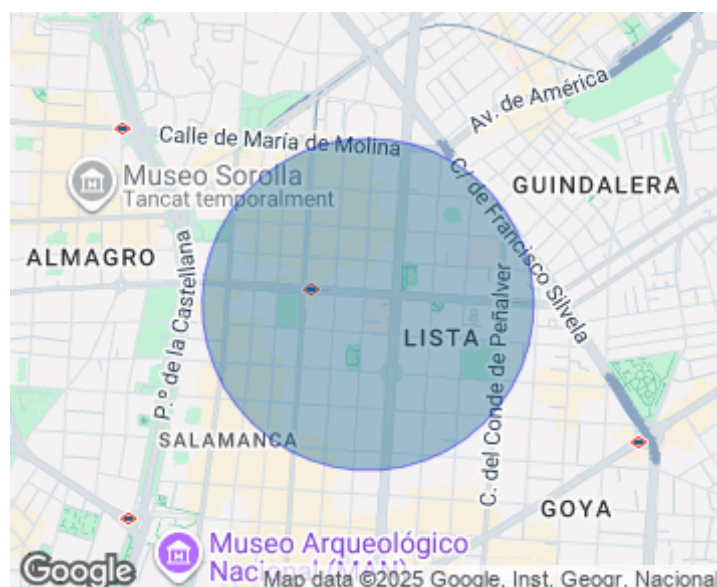 Av. de América
Calle de María de Molina
Museo Sorolla
Tancat temporalment
C/ de Francisco Silvela
GUINDALERA
ALMAGRO
P.º de la Castellana
C. del Conde de Peñalver
LISTA
SALAMANCA
GOYA
Museo Arqueológico
Nacional (MAN)
Google
Map data ©2025 Google, Inst. Geogr. Nacional